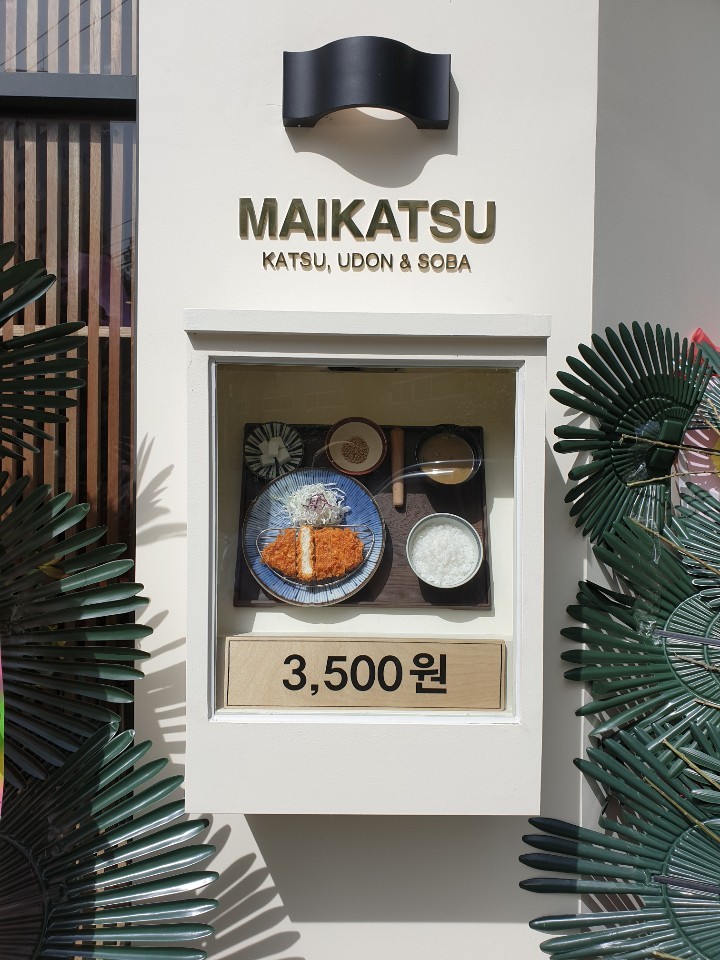 MAIKATSU
KATSU, UDON & SOBA
3,500원